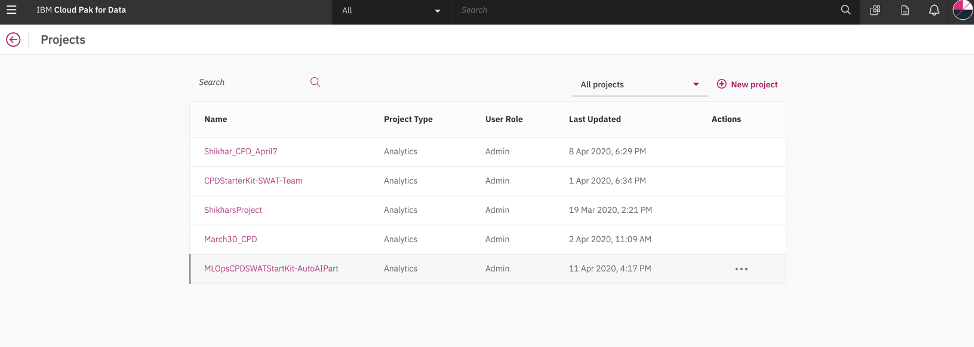 IBM Cloud Pak for Data All Search
Projects
Search All projects New project
Name Project Type User Role Last Updated Actions
Shikhar_CPD_April7 Analytics Admin 8 Apr 2020, 6:29 PM
CPDStarterKit-SWAT-Team Analytics Admin 1 Apr 2020, 6:34 PM
ShikharsProject Analytics Admin 19 Mar 2020, 2:21 PM
March30_CPD Analytics Admin 2 Apr 2020, 11:09 AM
MLOpsCPDSWATStartKit-AutoAIPart Analytics Admin 11 Apr 2020, 4:17 PM